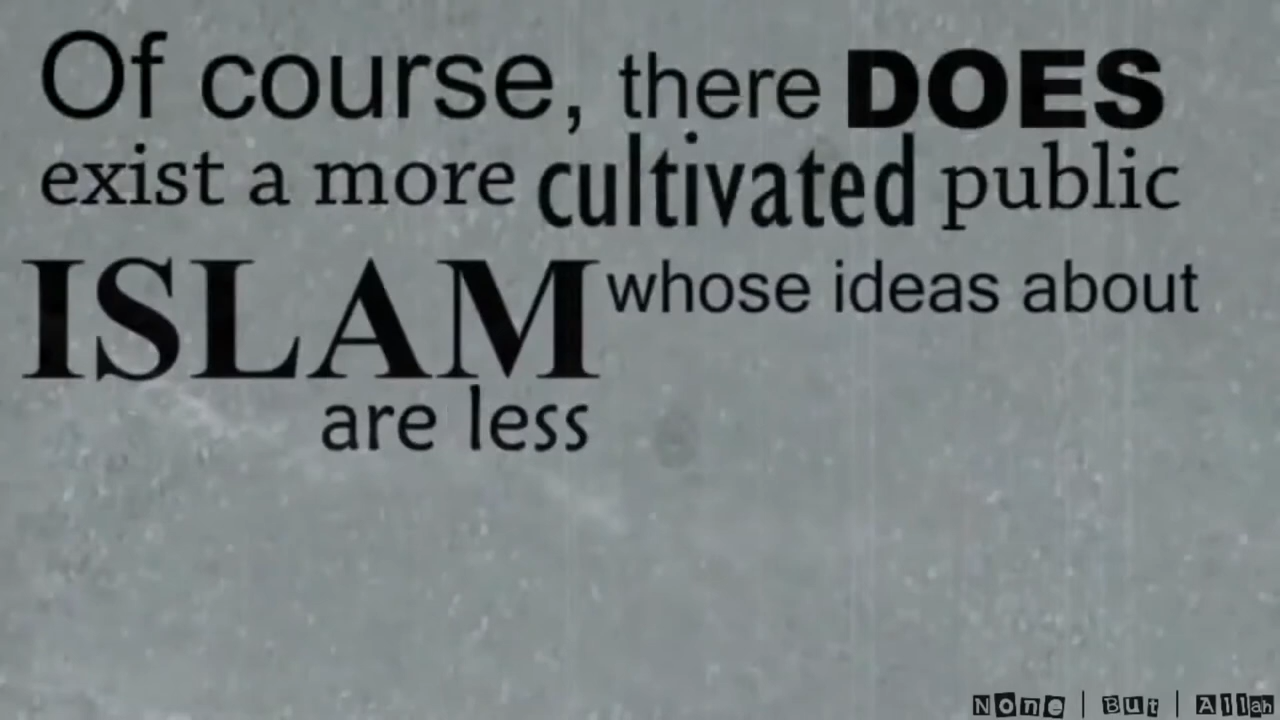 Of course, there DOES
exist a more cultivated public
ISLAM whose ideas about
are less
None | But | Allah